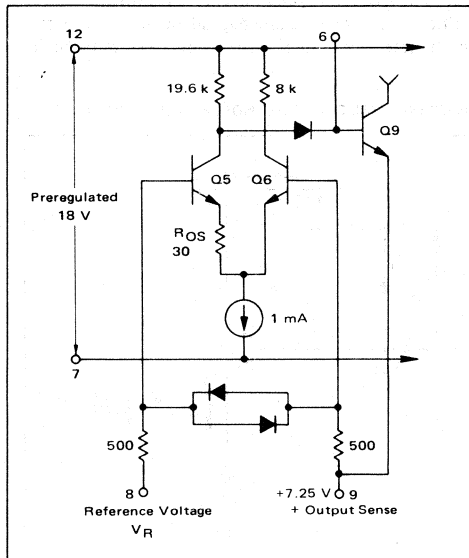 12
6
19.6 k
8 k
Q9
Q5
Q6
Preregulated
18 V
ROS
30
1 mA
7
500
500
8
+7.25 V
9
Reference Voltage
+ Output Sense
VR